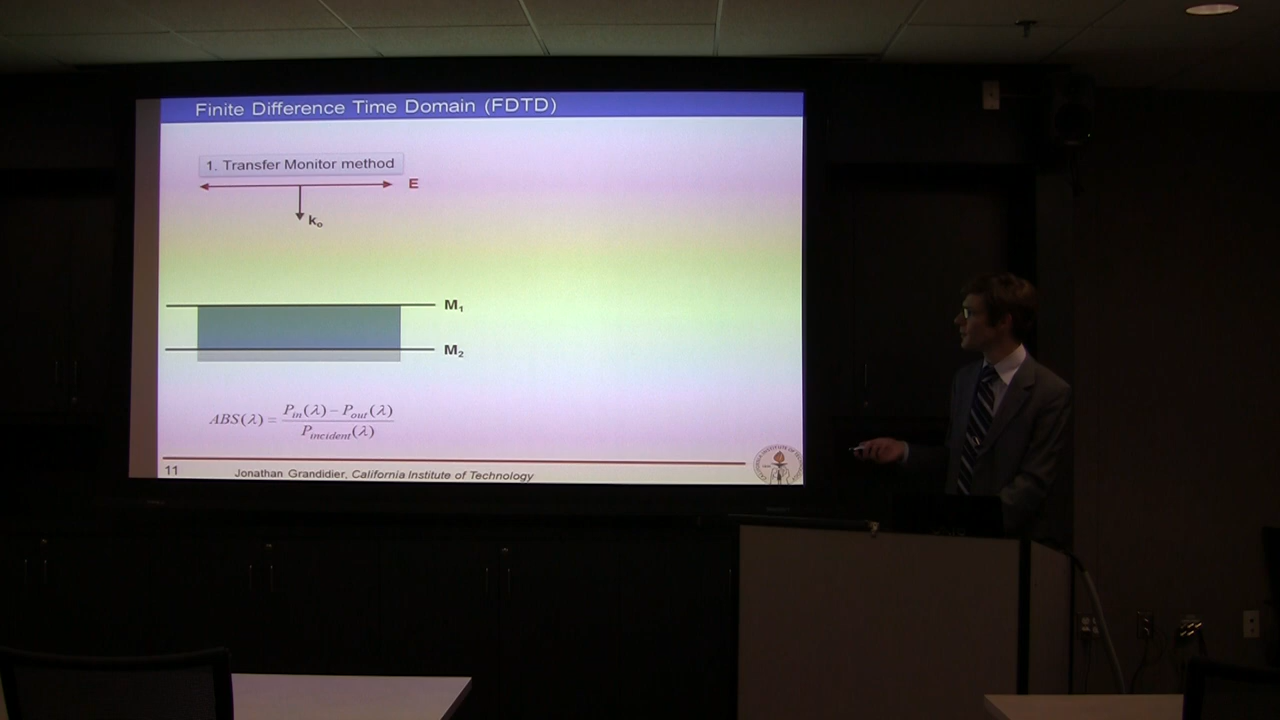 Finite Difference Time Domain (FDTD)
1. Transfer Monitor method
E
k₀
M₁
M₂
ABS(λ) = (P_in(λ) − P_out(λ)) / P_incident(λ)
11
Jonathan Grandidier, California Institute of Technology